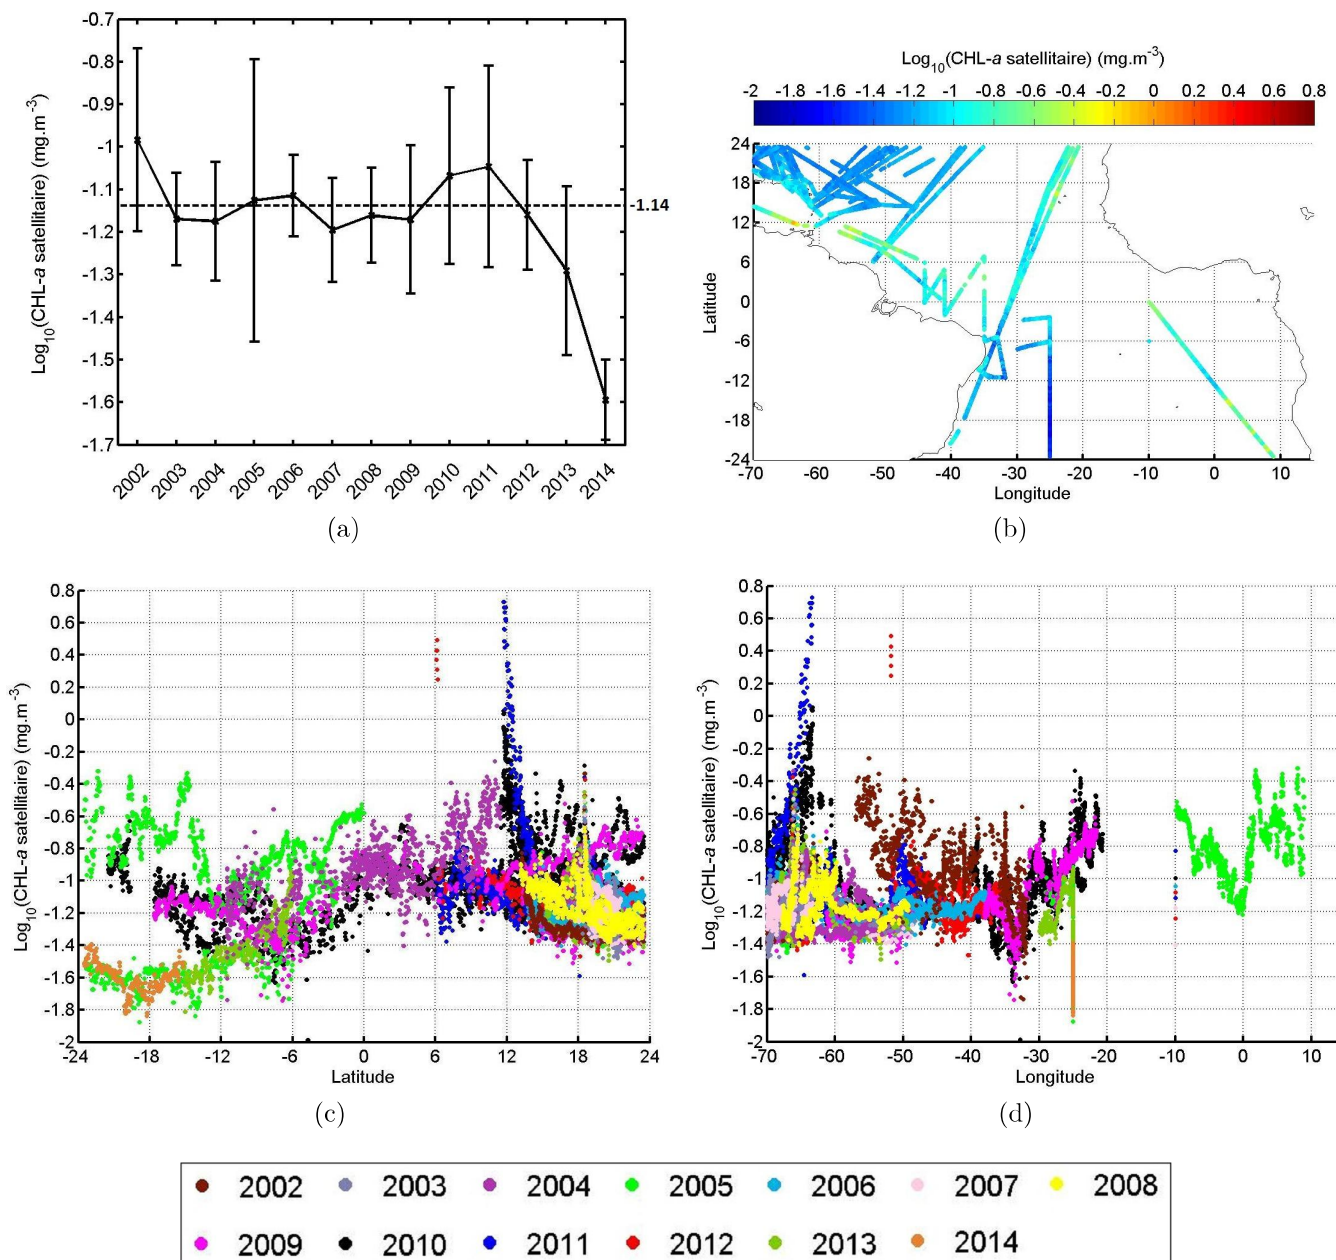 -0.7
-0.8
-0.9
-1
-1.1
-1.2
-1.3
-1.4
-1.5
-1.6
-1.7
Log10(CHL-a satellitaire) (mg.m-3)
-1.14
2002 2003 2004 2005 2006 2007 2008 2009 2010 2011 2012 2013 2014
(a)
Log10(CHL-a satellitaire) (mg.m-3)
-2 -1.8 -1.6 -1.4 -1.2 -1 -0.8 -0.6 -0.4 -0.2 0 0.2 0.4 0.6 0.8
24
18
12
6
0
-6
-12
-18
-24
Latitude
-70 -60 -50 -40 -30 -20 -10 0 10
Longitude
(b)
0.8
0.6
0.4
0.2
0
-0.2
-0.4
-0.6
-0.8
-1
-1.2
-1.4
-1.6
-1.8
-2
Log10(CHL-a satellitaire) (mg.m-3)
-24 -18 -12 -6 0 6 12 18 24
Latitude
(c)
0.8
0.6
0.4
0.2
0
-0.2
-0.4
-0.6
-0.8
-1
-1.2
-1.4
-1.6
-1.8
-2
Log10(CHL-a satellitaire) (mg.m-3)
-70 -60 -50 -40 -30 -20 -10 0 10
Longitude
(d)
2002 2003 2004 2005 2006 2007 2008
2009 2010 2011 2012 2013 2014